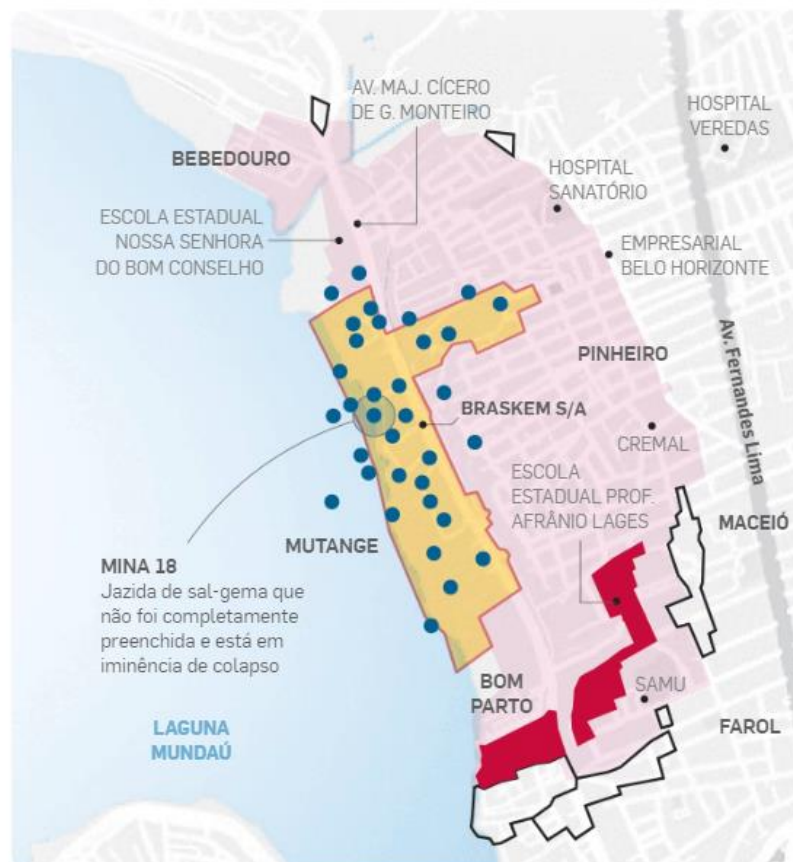 AV. MAJ. CÍCERO
DE G. MONTEIRO
HOSPITAL
VEREDAS
BEBEDOURO
HOSPITAL
SANATÓRIO
ESCOLA ESTADUAL
NOSSA SENHORA
DO BOM CONSELHO
EMPRESARIAL
BELO HORIZONTE
PINHEIRO
Av. Fernandes Lima
BRASKEM S/A
CREMAL
ESCOLA
ESTADUAL PROF.
AFRÂNIO LAGES
MACEIÓ
MUTANGE
MINA 18
Jazida de sal-gema que
não foi completamente
preenchida e está em
iminência de colapso
BOM
PARTO
SAMU
LAGUNA
MUNDAÚ
FAROL